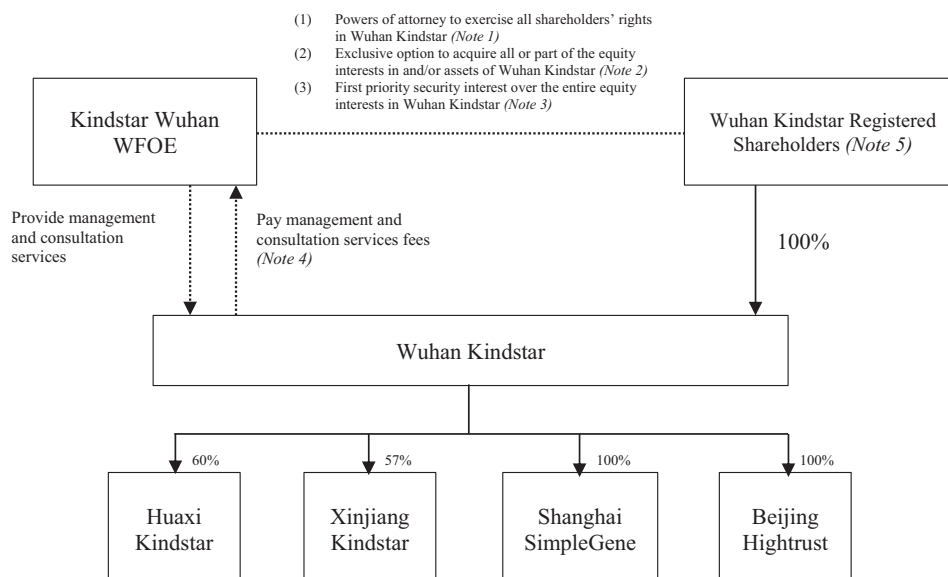 (1) Powers of attorney to exercise all shareholders’ rights
in Wuhan Kindstar (Note 1)
(2) Exclusive option to acquire all or part of the equity
interests in and/or assets of Wuhan Kindstar (Note 2)
(3) First priority security interest over the entire equity
interests in Wuhan Kindstar (Note 3)
Kindstar Wuhan
WFOE
Wuhan Kindstar Registered
Shareholders (Note 5)
Provide management
and consultation
services
Pay management and
consultation services fees
(Note 4)
100%
Wuhan Kindstar
60%
57%
100%
100%
Huaxi
Kindstar
Xinjiang
Kindstar
Shanghai
SimpleGene
Beijing
Hightrust